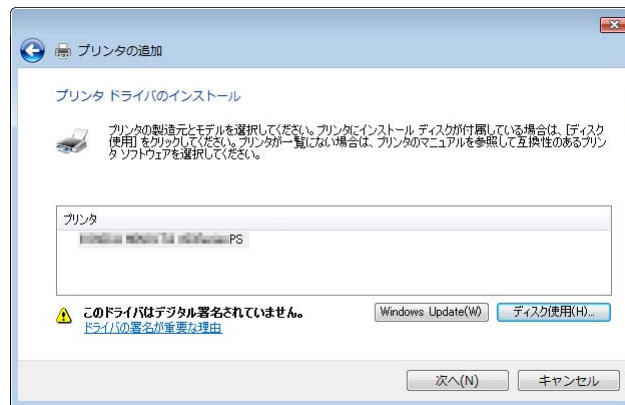 プリンタの追加
プリンタ ドライバのインストール
プリンタの製造元とモデルを選択してください。プリンタにインストール ディスクが付属している場合は、[ディスク
使用] をクリックしてください。プリンタが一覧にない場合は、プリンタのマニュアルを参照して互換性のあるプリン
タ ソフトウェアを選択してください。
プリンタ
PS
このドライバはデジタル署名されていません。
ドライバの署名が重要な理由
Windows Update(W)
ディスク使用(H)...
次へ(N)
キャンセル